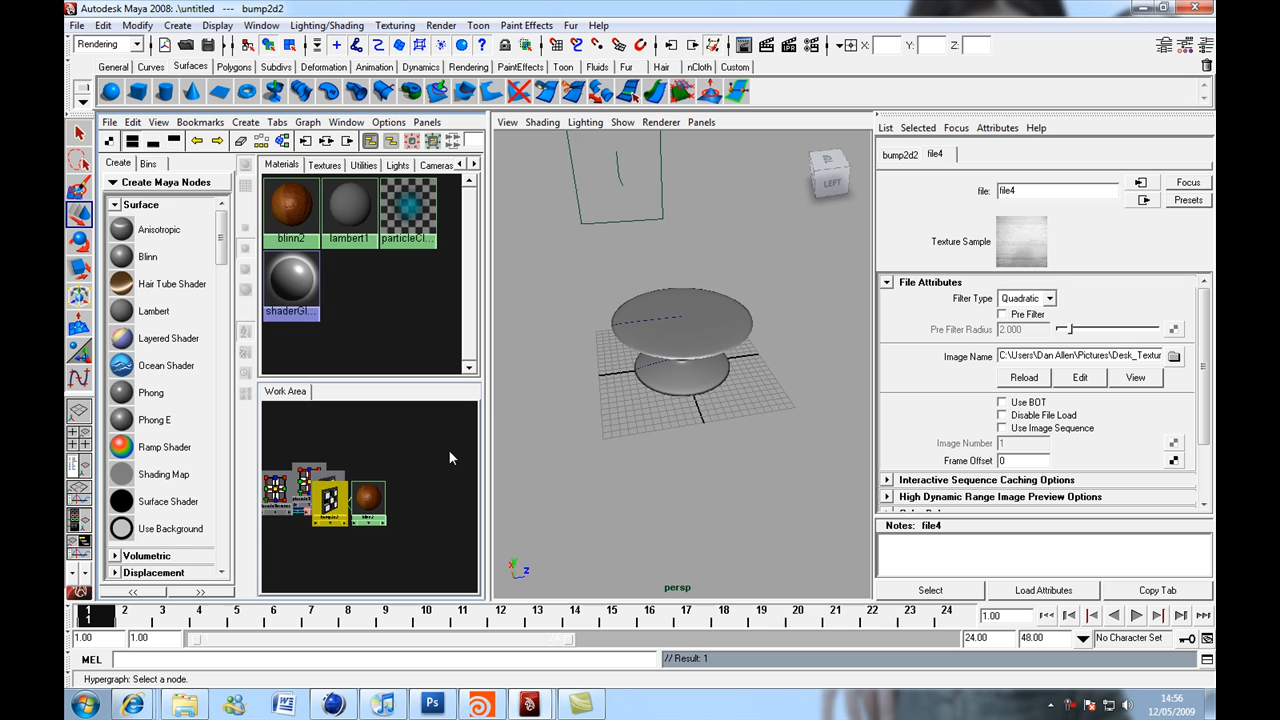 Autodesk Maya 2008: .\untitled --- bump2d2
File Edit Modify Create Display Window Lighting/Shading Texturing Render Toon Paint Effects Fur Help
Rendering X: Y: Z:
General Curves Surfaces Polygons Subdivs Deformation Animation Dynamics Rendering PaintEffects Toon Fluids Fur Hair nCloth Custom
File Edit View Bookmarks Create Tabs Graph Window Options Panels
Create Bins
Create Maya Nodes
Surface
Anisotropic
Blinn
Hair Tube Shader
Lambert
Layered Shader
Ocean Shader
Phong
Phong E
Ramp Shader
Shading Map
Surface Shader
Use Background
Volumetric
Displacement
<< >>
Materials Textures Utilities Lights Cameras
blinn2 lambert1 particleCl...
shaderGl...
Work Area
View Shading Lighting Show Renderer Panels
LEFT
persp
List Selected Focus Attributes Help
bump2d2 file4
file: file4
Focus
Presets
Texture Sample
File Attributes
Filter Type Quadratic
Pre Filter
Pre Filter Radius 2.000
Image Name C:\Users\Dan Allen\Pictures\Desk_Textur
Reload Edit View
Use BOT
Disable File Load
Use Image Sequence
Image Number 1
Frame Offset 0
Interactive Sequence Caching Options
High Dynamic Range Image Preview Options
Notes: file4
Select Load Attributes Copy Tab
1 2 3 4 5 6 7 8 9 10 11 12 13 14 15 16 17 18 19 20 21 22 23 24 1.00
1
1.00 1.00 24.00 48.00 No Character Set
MEL // Result: 1
Hypergraph: Select a node.
14:56
12/05/2009